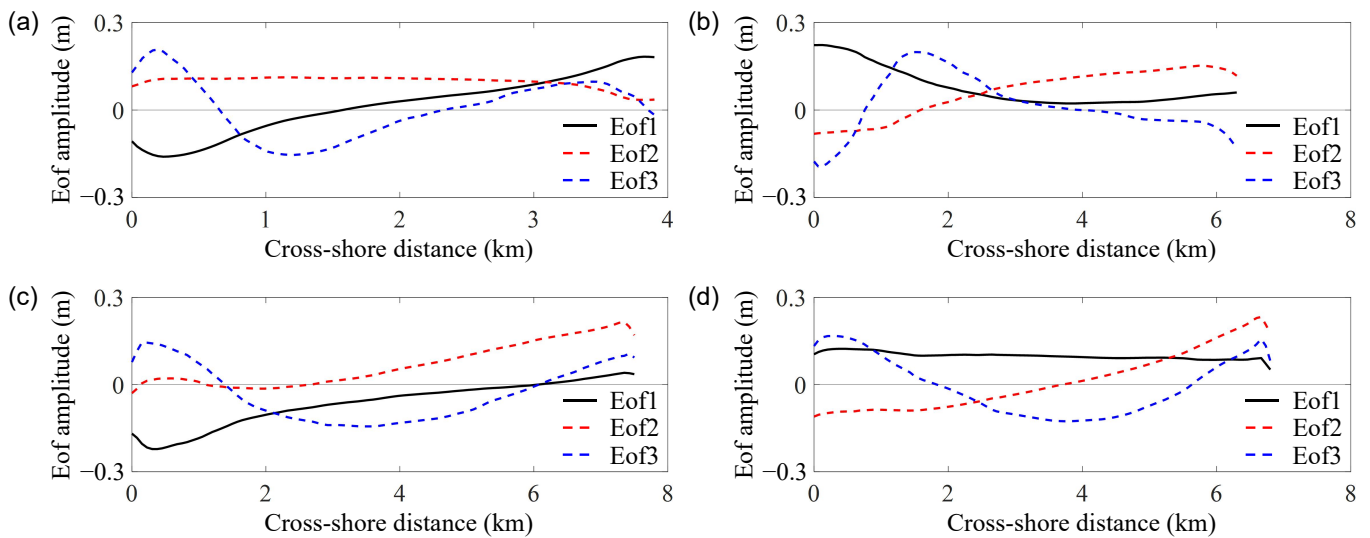 (a)
Eof amplitude (m)
0.3
0
−0.3
Eof1
Eof2
Eof3
0 1 2 3 4
Cross-shore distance (km)
(b)
Eof amplitude (m)
0.3
0
−0.3
Eof1
Eof2
Eof3
0 2 4 6 8
Cross-shore distance (km)
(c)
Eof amplitude (m)
0.3
0
−0.3
Eof1
Eof2
Eof3
0 2 4 6 8
Cross-shore distance (km)
(d)
Eof amplitude (m)
0.3
0
−0.3
Eof1
Eof2
Eof3
0 2 4 6 8
Cross-shore distance (km)